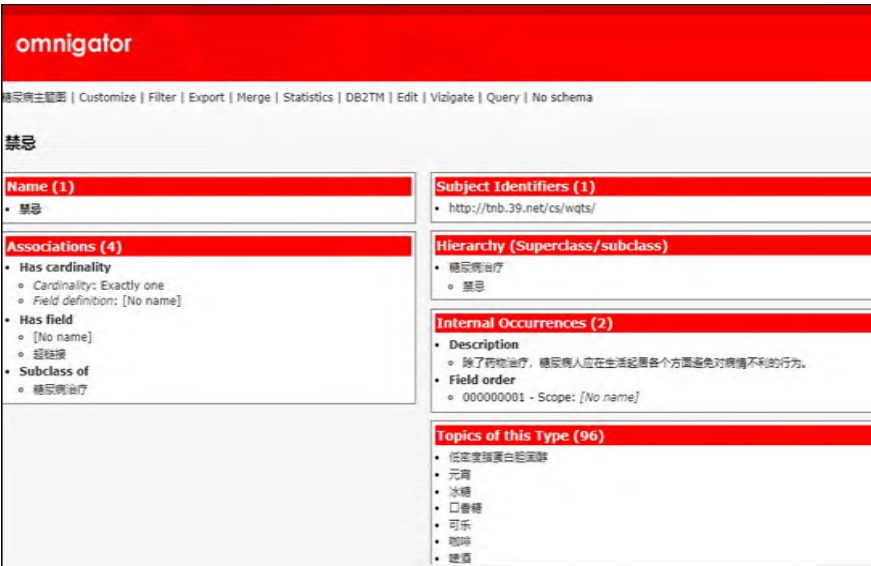 omnigator
糖尿病主题图 | Customize | Filter | Export | Merge | Statistics | DB2TM | Edit | Vizigate | Query | No schema
禁忌
Name (1)
• 禁忌
Associations (4)
• Has cardinality
◦ Cardinality: Exactly one
◦ Field definition: [No name]
• Has field
◦ [No name]
◦ 超链接
• Subclass of
◦ 糖尿病治疗
Subject Identifiers (1)
• http://tnb.39.net/cs/wqts/
Hierarchy (Superclass/subclass)
• 糖尿病治疗
◦ 禁忌
Internal Occurrences (2)
• Description
◦ 除了药物治疗，糖尿病人应在生活起居各个方面避免对病情不利的行为。
• Field order
◦ 000000001 - Scope: [No name]
Topics of this Type (96)
• 低密度脂蛋白胆固醇
• 元宵
• 冰糖
• 口香糖
• 可乐
• 咖啡
• 啤酒